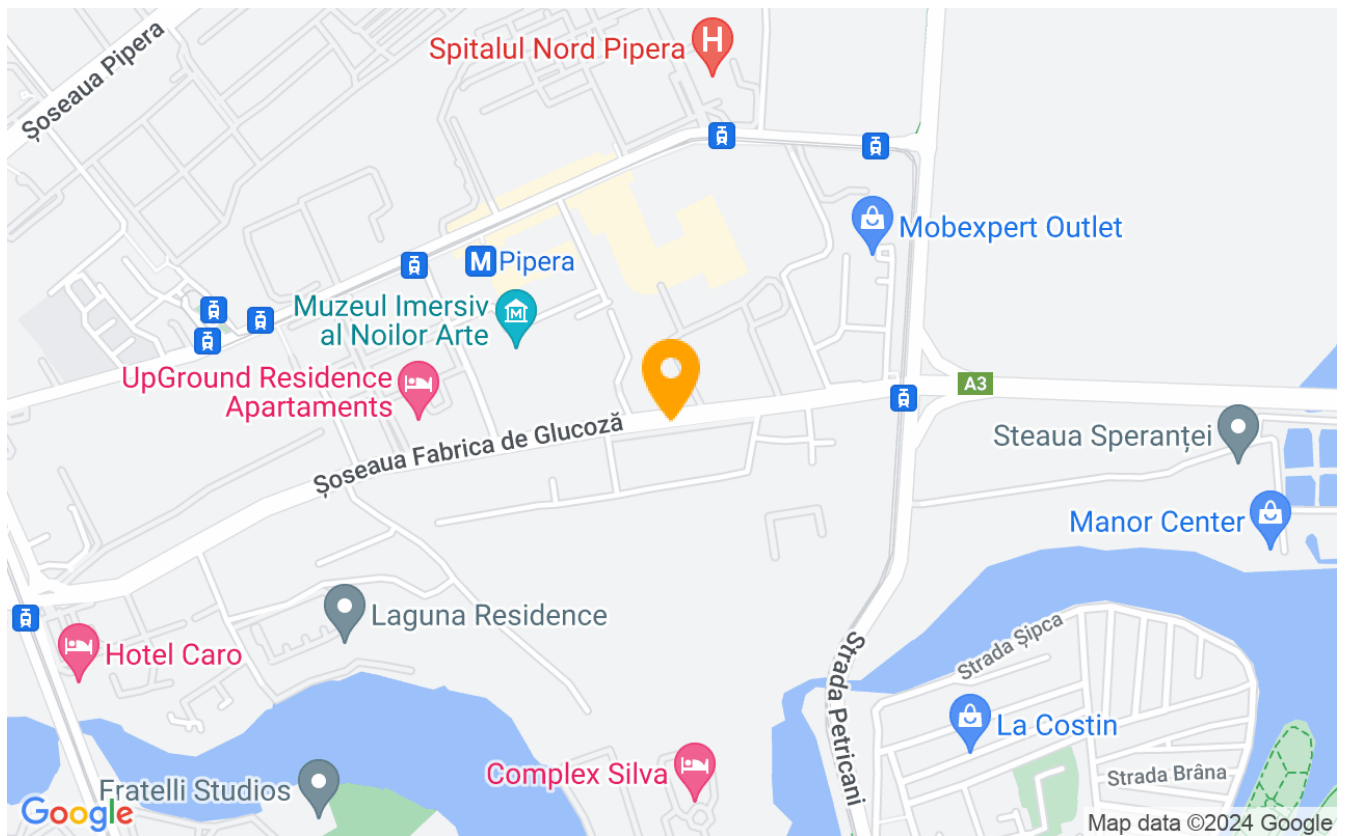 Spitalul Nord Pipera
H
Șoseaua Pipera
Mobexpert Outlet
M Pipera
Muzeul Imersiv
al Noilor Arte
UpGround Residence
Apartaments
A3
Șoseaua Fabrica de Glucoză
Steaua Speranței
Manor Center
Laguna Residence
Hotel Caro
Strada Șipca
Strada Petricani
La Costin
Complex Silva
Strada Brâna
Fratelli Studios
Google
Map data ©2024 Google